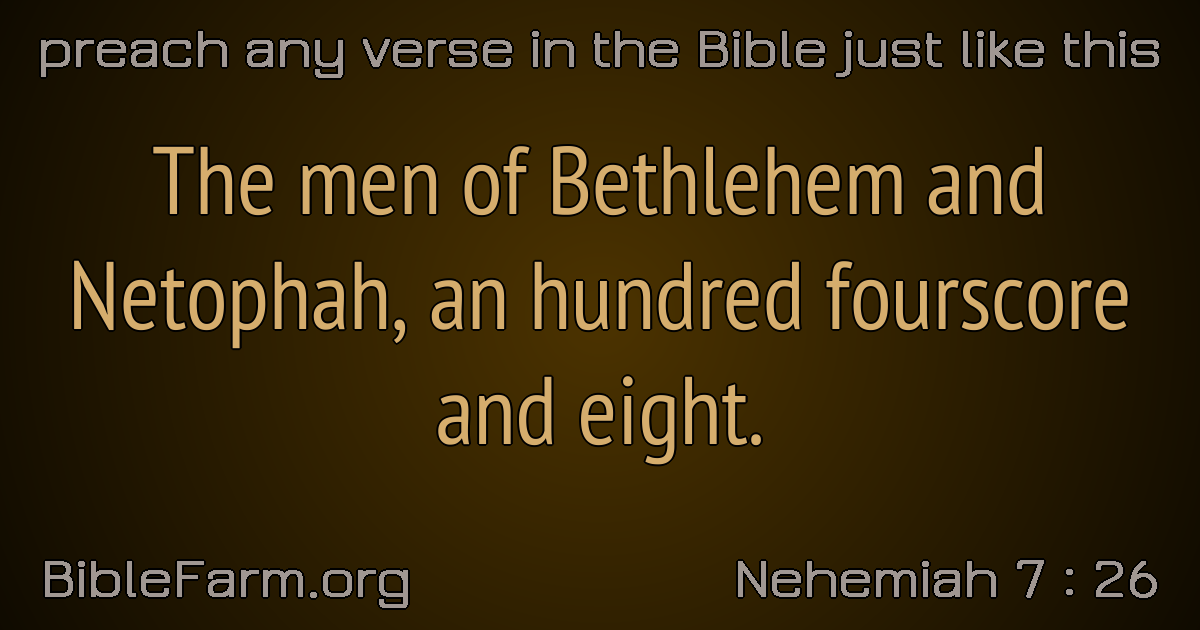 preach any verse in the Bible just like this
The men of Bethlehem and
Netophah, an hundred fourscore
and eight.
BibleFarm.org
Nehemiah 7 : 26